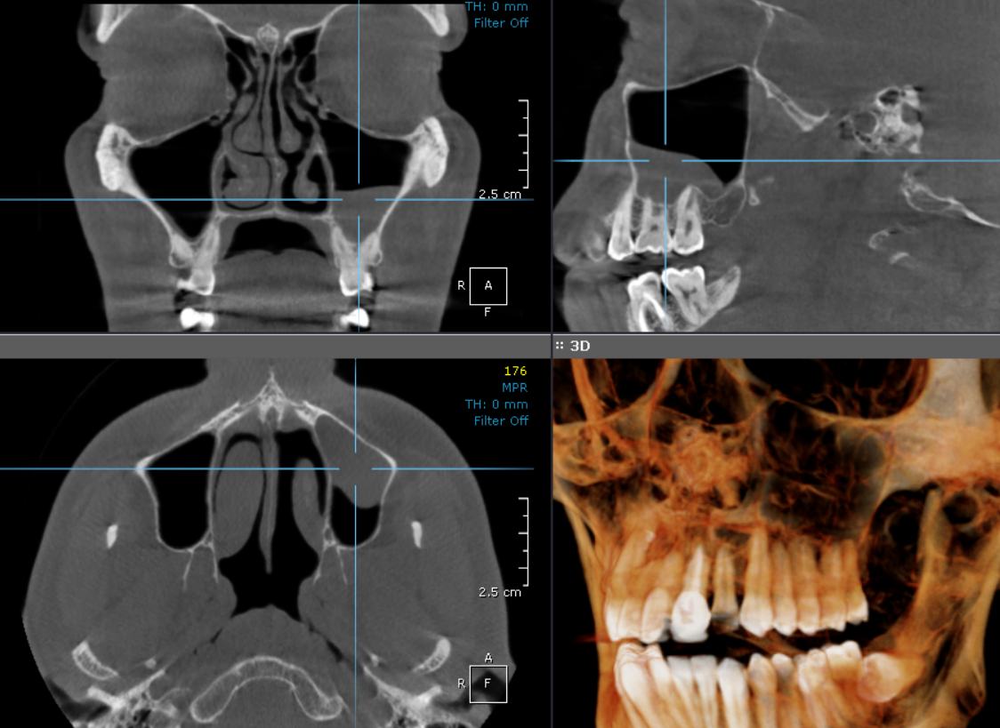 TH: 0 mm
Filter Off
2.5 cm
R
A
F
3D
176
MPR
TH: 0 mm
Filter Off
2.5 cm
A
R
F